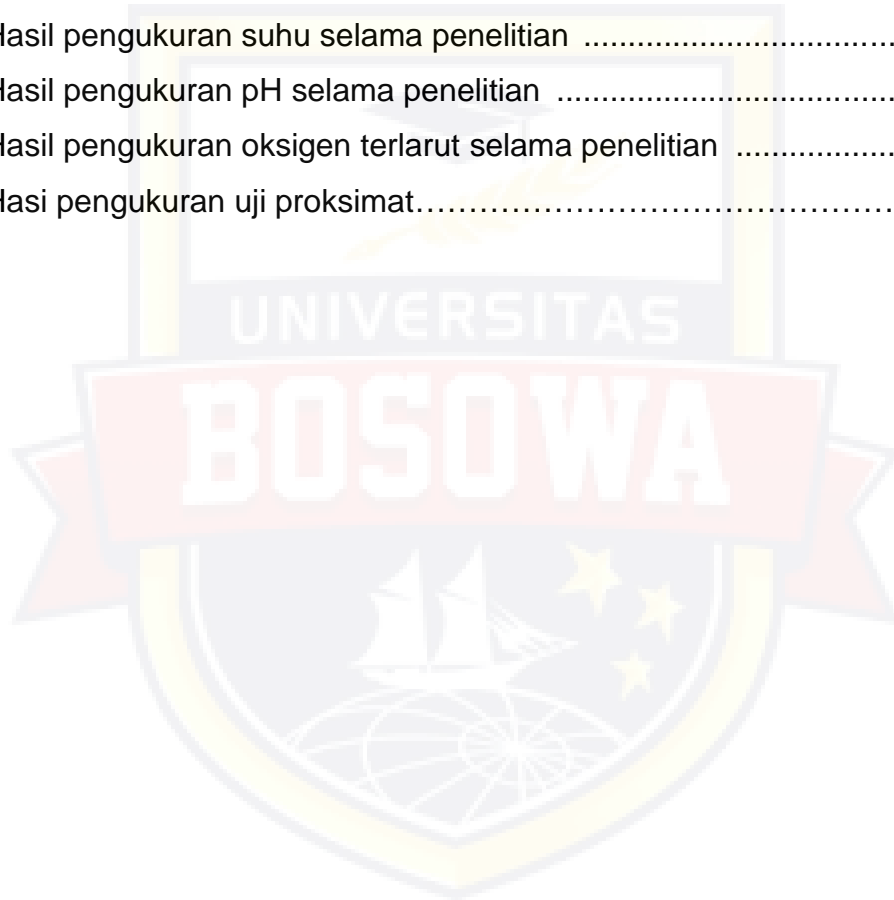 Hasil pengukuran suhu selama penelitian ...................................
Hasil pengukuran pH selama penelitian ......................................
Hasil pengukuran oksigen terlarut selama penelitian ..................
Hasi pengukuran uji proksimat………………………………………
UNIVERSITAS
BOSOWA